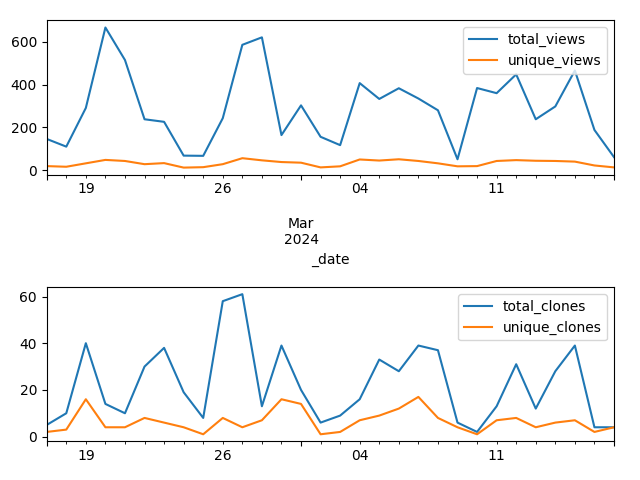 600
400
200
0
total_views
unique_views
19
26
04
11
Mar
2024
_date
60
40
20
0
total_clones
unique_clones
19
26
04
11